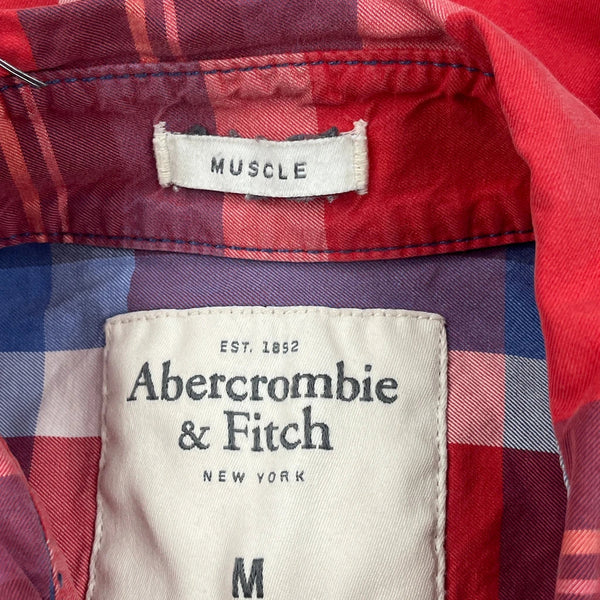 MUSCLE
EST. 1892
Abercrombie
& Fitch
NEW YORK
M